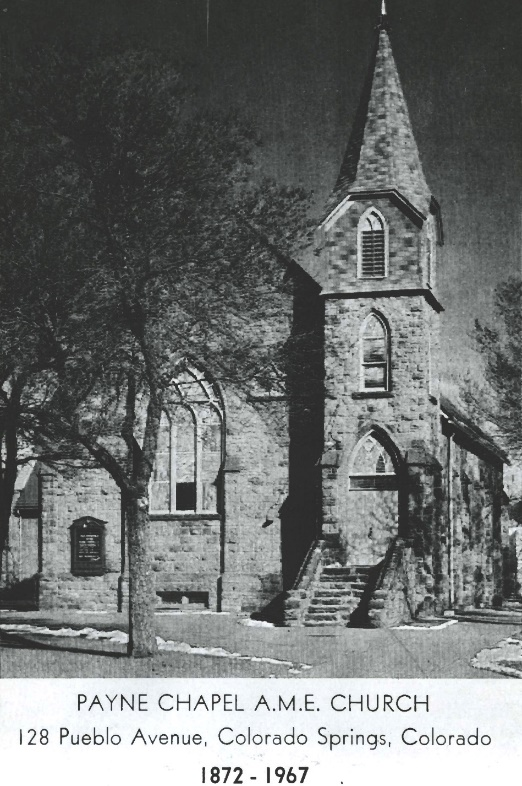 PAYNE CHAPEL A.M.E. CHURCH
128 Pueblo Avenue, Colorado Springs, Colorado
1872 - 1967